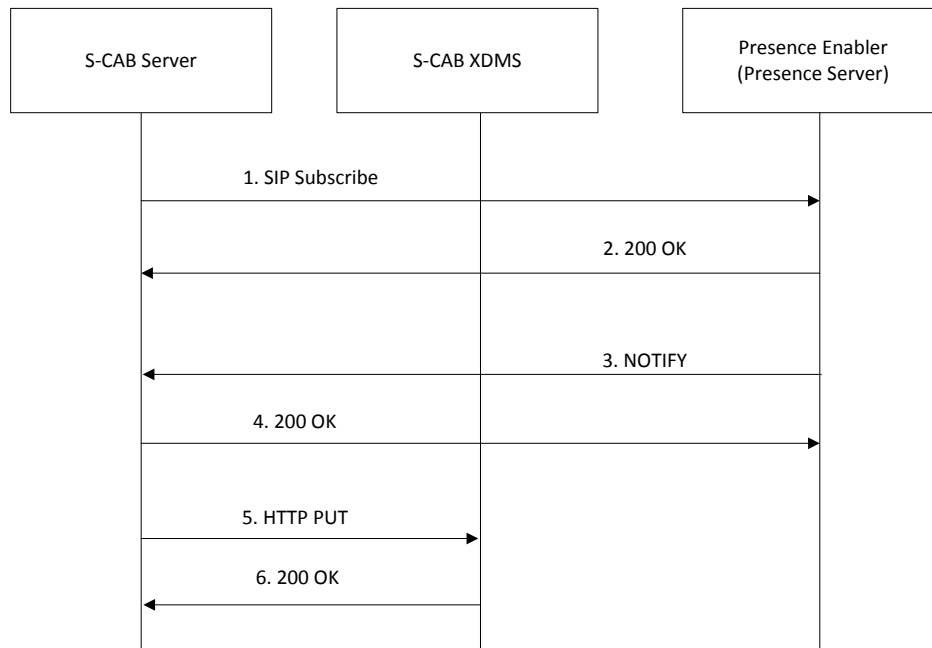 S-CAB Server
S-CAB XDMS
Presence Enabler
(Presence Server)
1. SIP Subscribe
2. 200 OK
3. NOTIFY
4. 200 OK
5. HTTP PUT
6. 200 OK